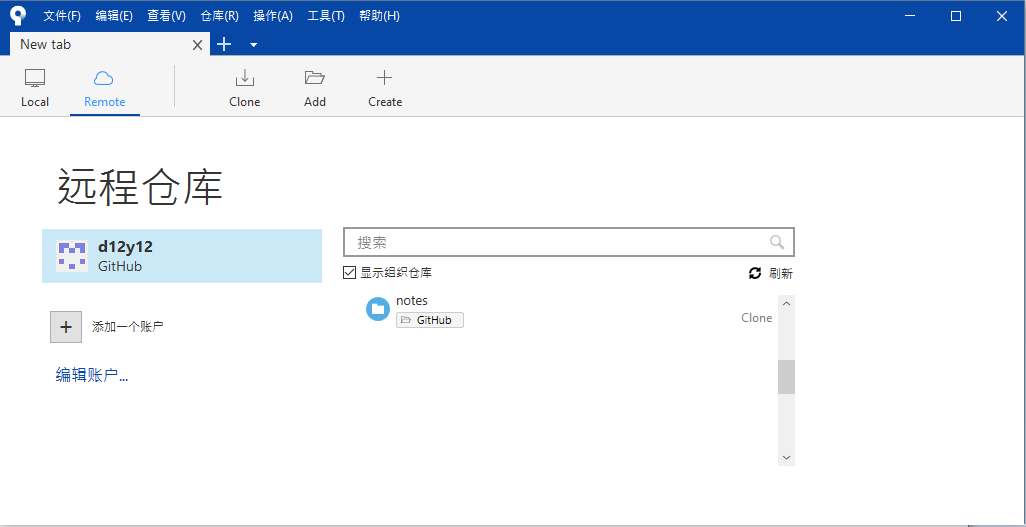 文件(F) 编辑(E) 查看(V) 仓库(R) 操作(A) 工具(T) 帮助(H)
New tab
Local Remote Clone Add Create
远程仓库
d12y12
GitHub
搜索
显示组织仓库 刷新
notes
GitHub
Clone
添加一个账户
编辑账户...